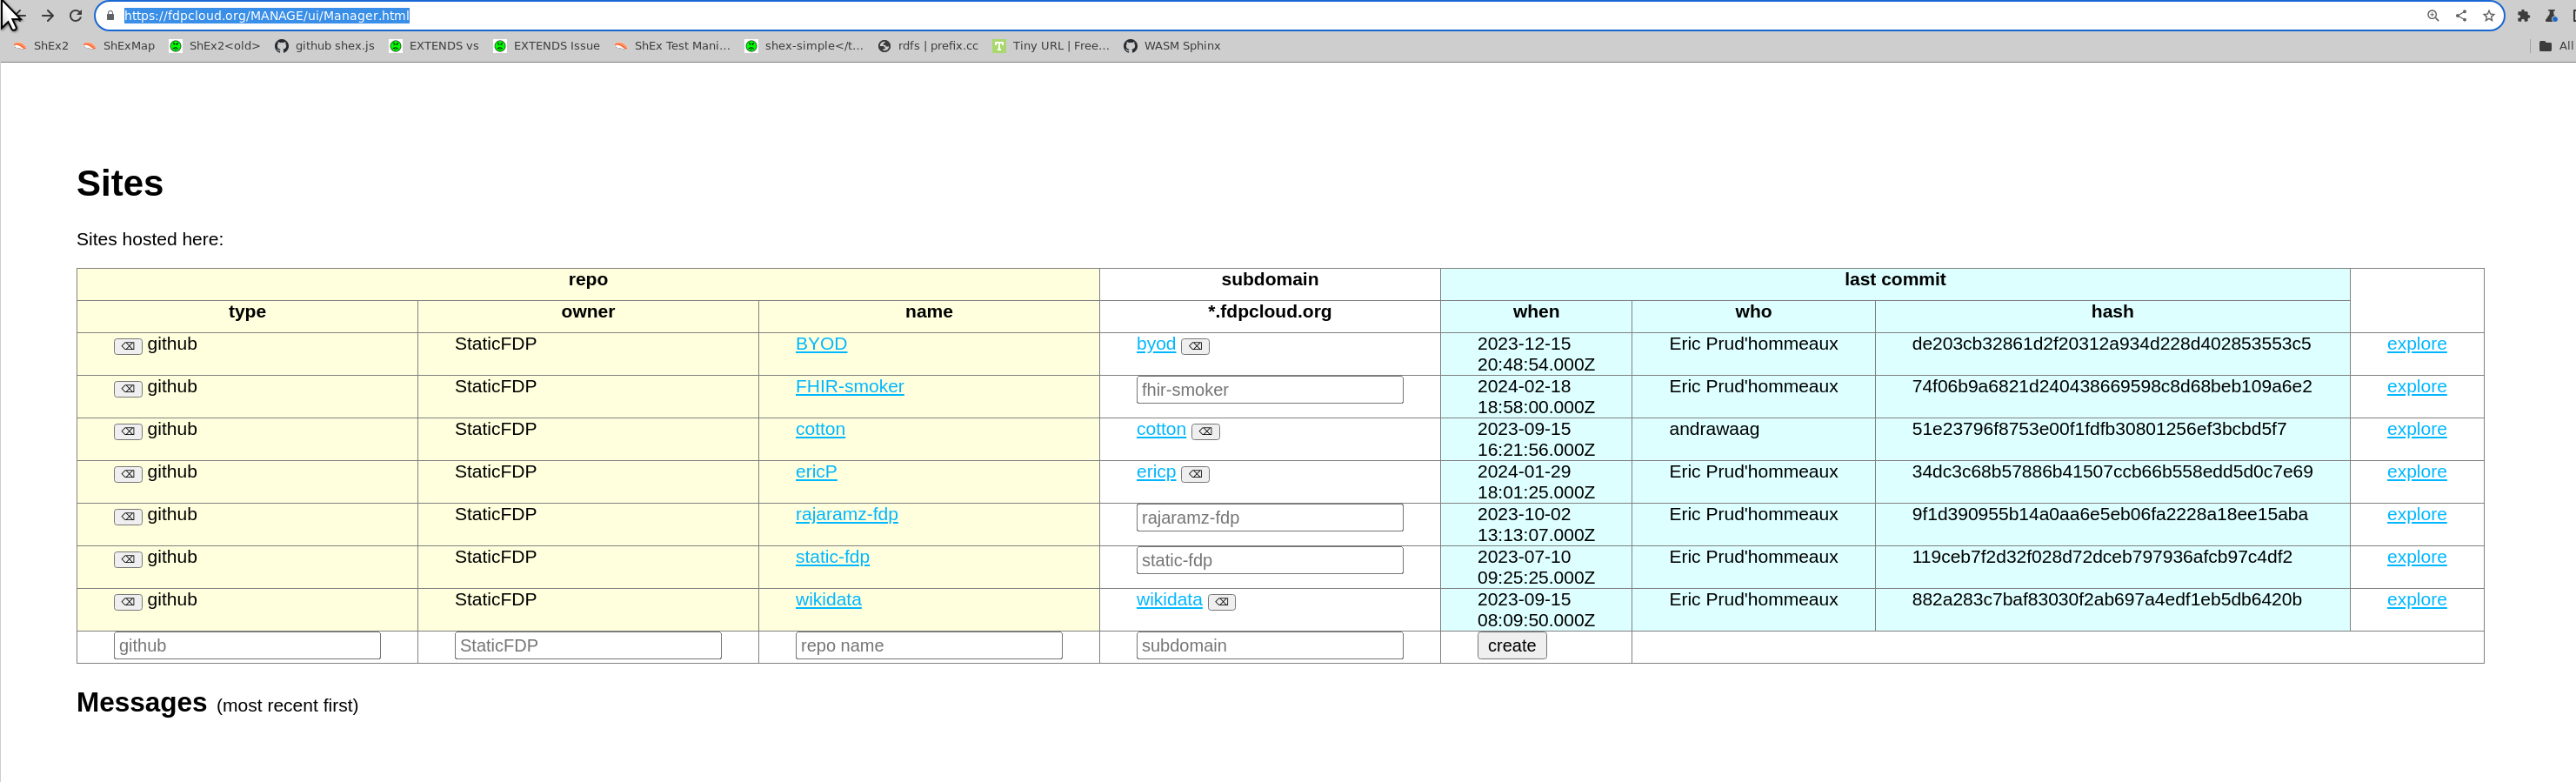 https://fdpcloud.org/MANAGE/ui/Manager.html
ShEx2 ShExMap ShEx2<old> github shex.js EXTENDS vs EXTENDS Issue ShEx Test Mani... shex-simple</t... rdfs | prefix.cc Tiny URL | Free... WASM Sphinx All
Sites
Sites hosted here:
repo subdomain last commit
type owner name *.fdpcloud.org when who hash
github StaticFDP BYOD byod 2023-12-15 Eric Prud'hommeaux de203cb32861d2f20312a934d228d402853553c5 explore
20:48:54.000Z
github StaticFDP FHIR-smoker fhir-smoker 2024-02-18 Eric Prud'hommeaux 74f06b9a6821d240438669598c8d68beb109a6e2 explore
18:58:00.000Z
github StaticFDP cotton cotton 2023-09-15 andrawaag 51e23796f8753e00f1fdfb30801256ef3bcbd5f7 explore
16:21:56.000Z
github StaticFDP ericP ericp 2024-01-29 Eric Prud'hommeaux 34dc3c68b57886b41507ccb66b558edd5d0c7e69 explore
18:01:25.000Z
github StaticFDP rajaramz-fdp rajaramz-fdp 2023-10-02 Eric Prud'hommeaux 9f1d390955b14a0aa6e5eb06fa2228a18ee15aba explore
13:13:07.000Z
github StaticFDP static-fdp static-fdp 2023-07-10 Eric Prud'hommeaux 119ceb7f2d32f028d72dceb797936afcb97c4df2 explore
09:25:25.000Z
github StaticFDP wikidata wikidata 2023-09-15 Eric Prud'hommeaux 882a283c7baf83030f2ab697a4edf1eb5db6420b explore
08:09:50.000Z
github StaticFDP repo name subdomain create
Messages (most recent first)